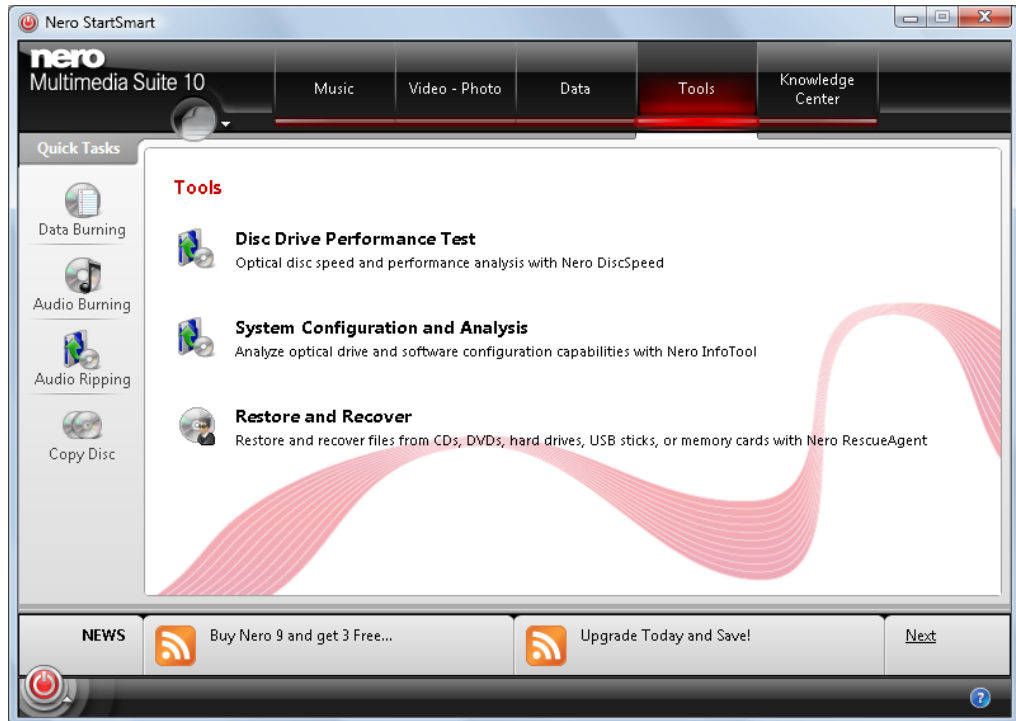 Nero StartSmart
nero
Multimedia Suite 10
Music
Video - Photo
Data
Tools
Knowledge
Center
Quick Tasks
Data Burning
Audio Burning
Audio Ripping
Copy Disc
Tools
Disc Drive Performance Test
Optical disc speed and performance analysis with Nero DiscSpeed
System Configuration and Analysis
Analyze optical drive and software configuration capabilities with Nero InfoTool
Restore and Recover
Restore and recover files from CDs, DVDs, hard drives, USB sticks, or memory cards with Nero RescueAgent
NEWS
Buy Nero 9 and get 3 Free...
Upgrade Today and Save!
Next
?